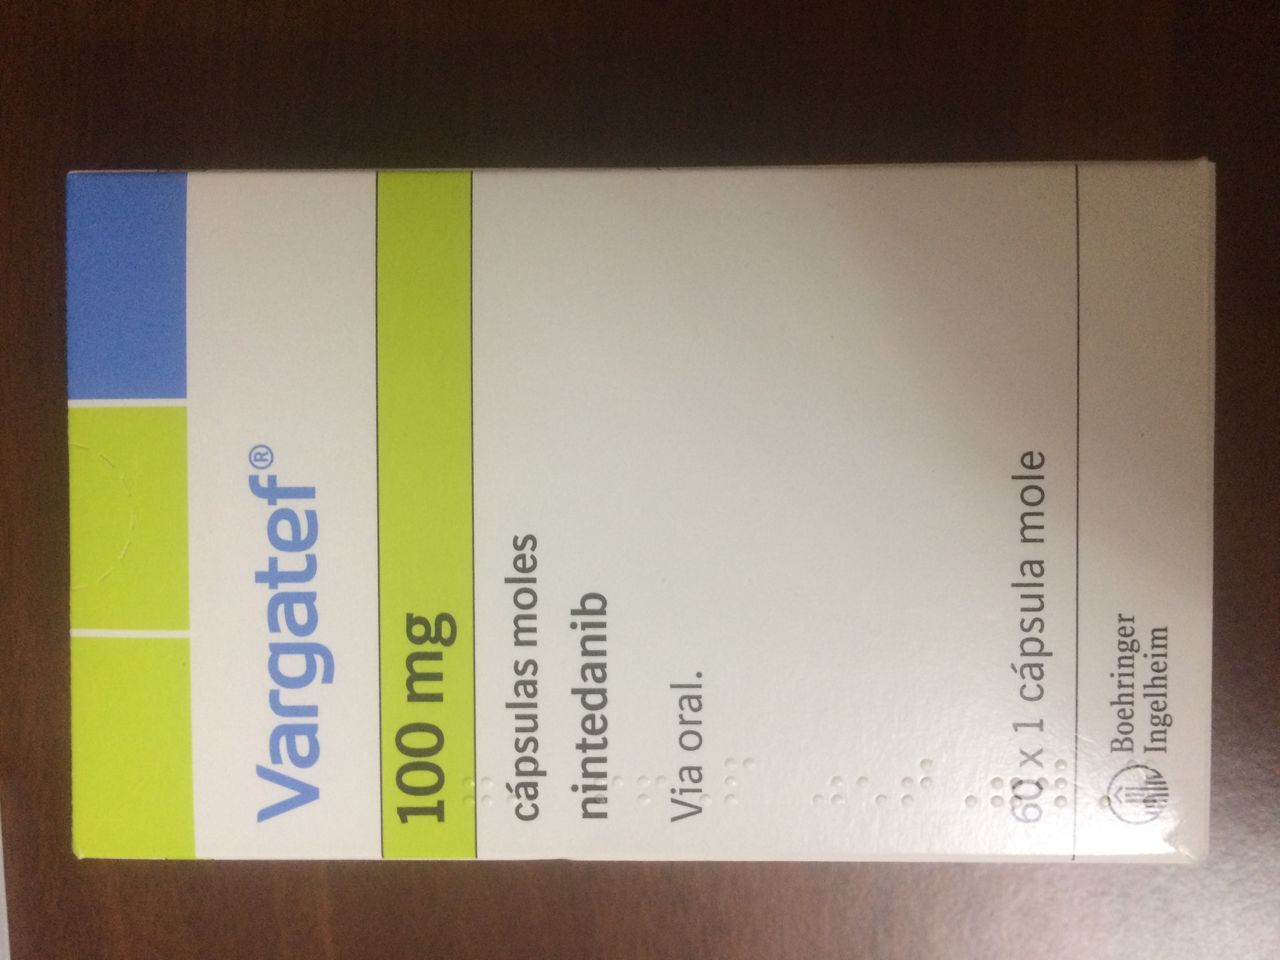 Vargatef®
100 mg
cápsulas moles
nintedanib
Via oral.
60 x 1 cápsula mole
Boehringer
Ingelheim